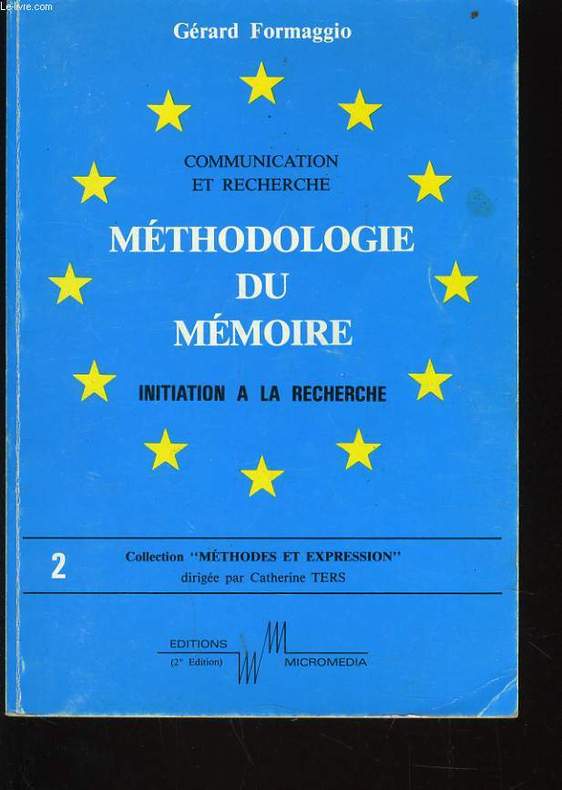 Le-livre.com
Gérard Formaggio
COMMUNICATION
ET RECHERCHE
MÉTHODOLOGIE
DU
MÉMOIRE
INITIATION A LA RECHERCHE
2
Collection "MÉTHODES ET EXPRESSION"
dirigée par Catherine TERS
EDITIONS
(2e Edition)
MICROMEDIA